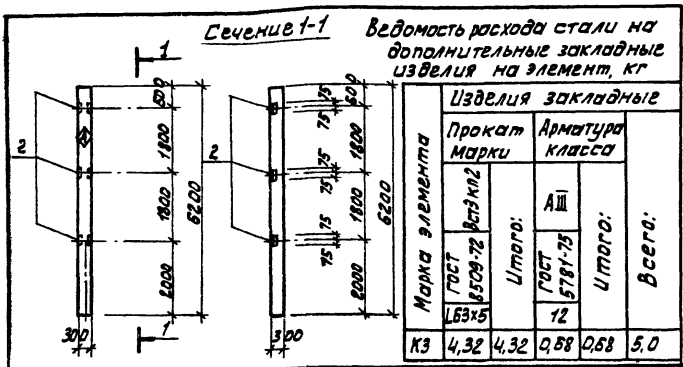 Сечение 1-1
Ведомость расхода стали на
дополнительные закладные
изделия на элемент, кг
1
1
2
600
1800
1800
2000
6200
300
2
75
75
75
75
75
75
600
1800
1800
2000
6200
300
Марка элемента
Изделия закладные
Прокат
марки
Арматура
класса
Всего:
ВСт3кп2
Итого:
АIII
Итого:
ГОСТ
8509-72
ГОСТ
5781-75
L63x5
12
К3 4,32 4,32 0,68 0,68 5,0